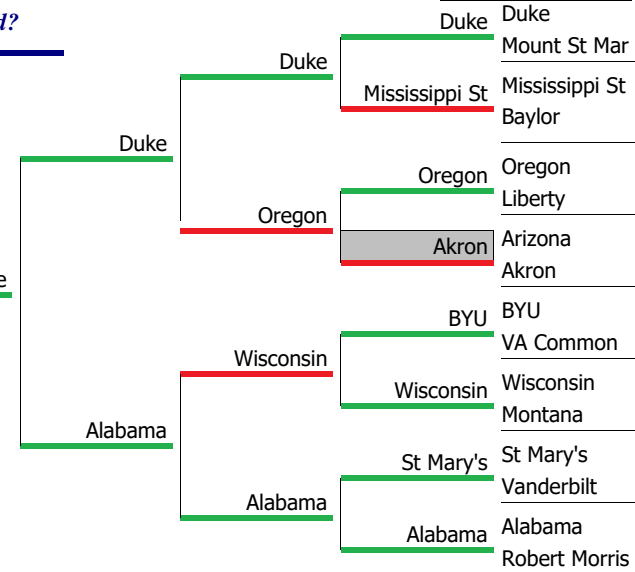 d?
Duke
Mount St Mar
Mississippi St
Baylor
Oregon
Liberty
Arizona
Akron
BYU
VA Common
Wisconsin
Montana
St Mary's
Vanderbilt
Alabama
Robert Morris
Duke
Mississippi St
Oregon
Akron
BYU
Wisconsin
St Mary's
Alabama
Duke
Oregon
Wisconsin
Alabama
Duke
Alabama
e